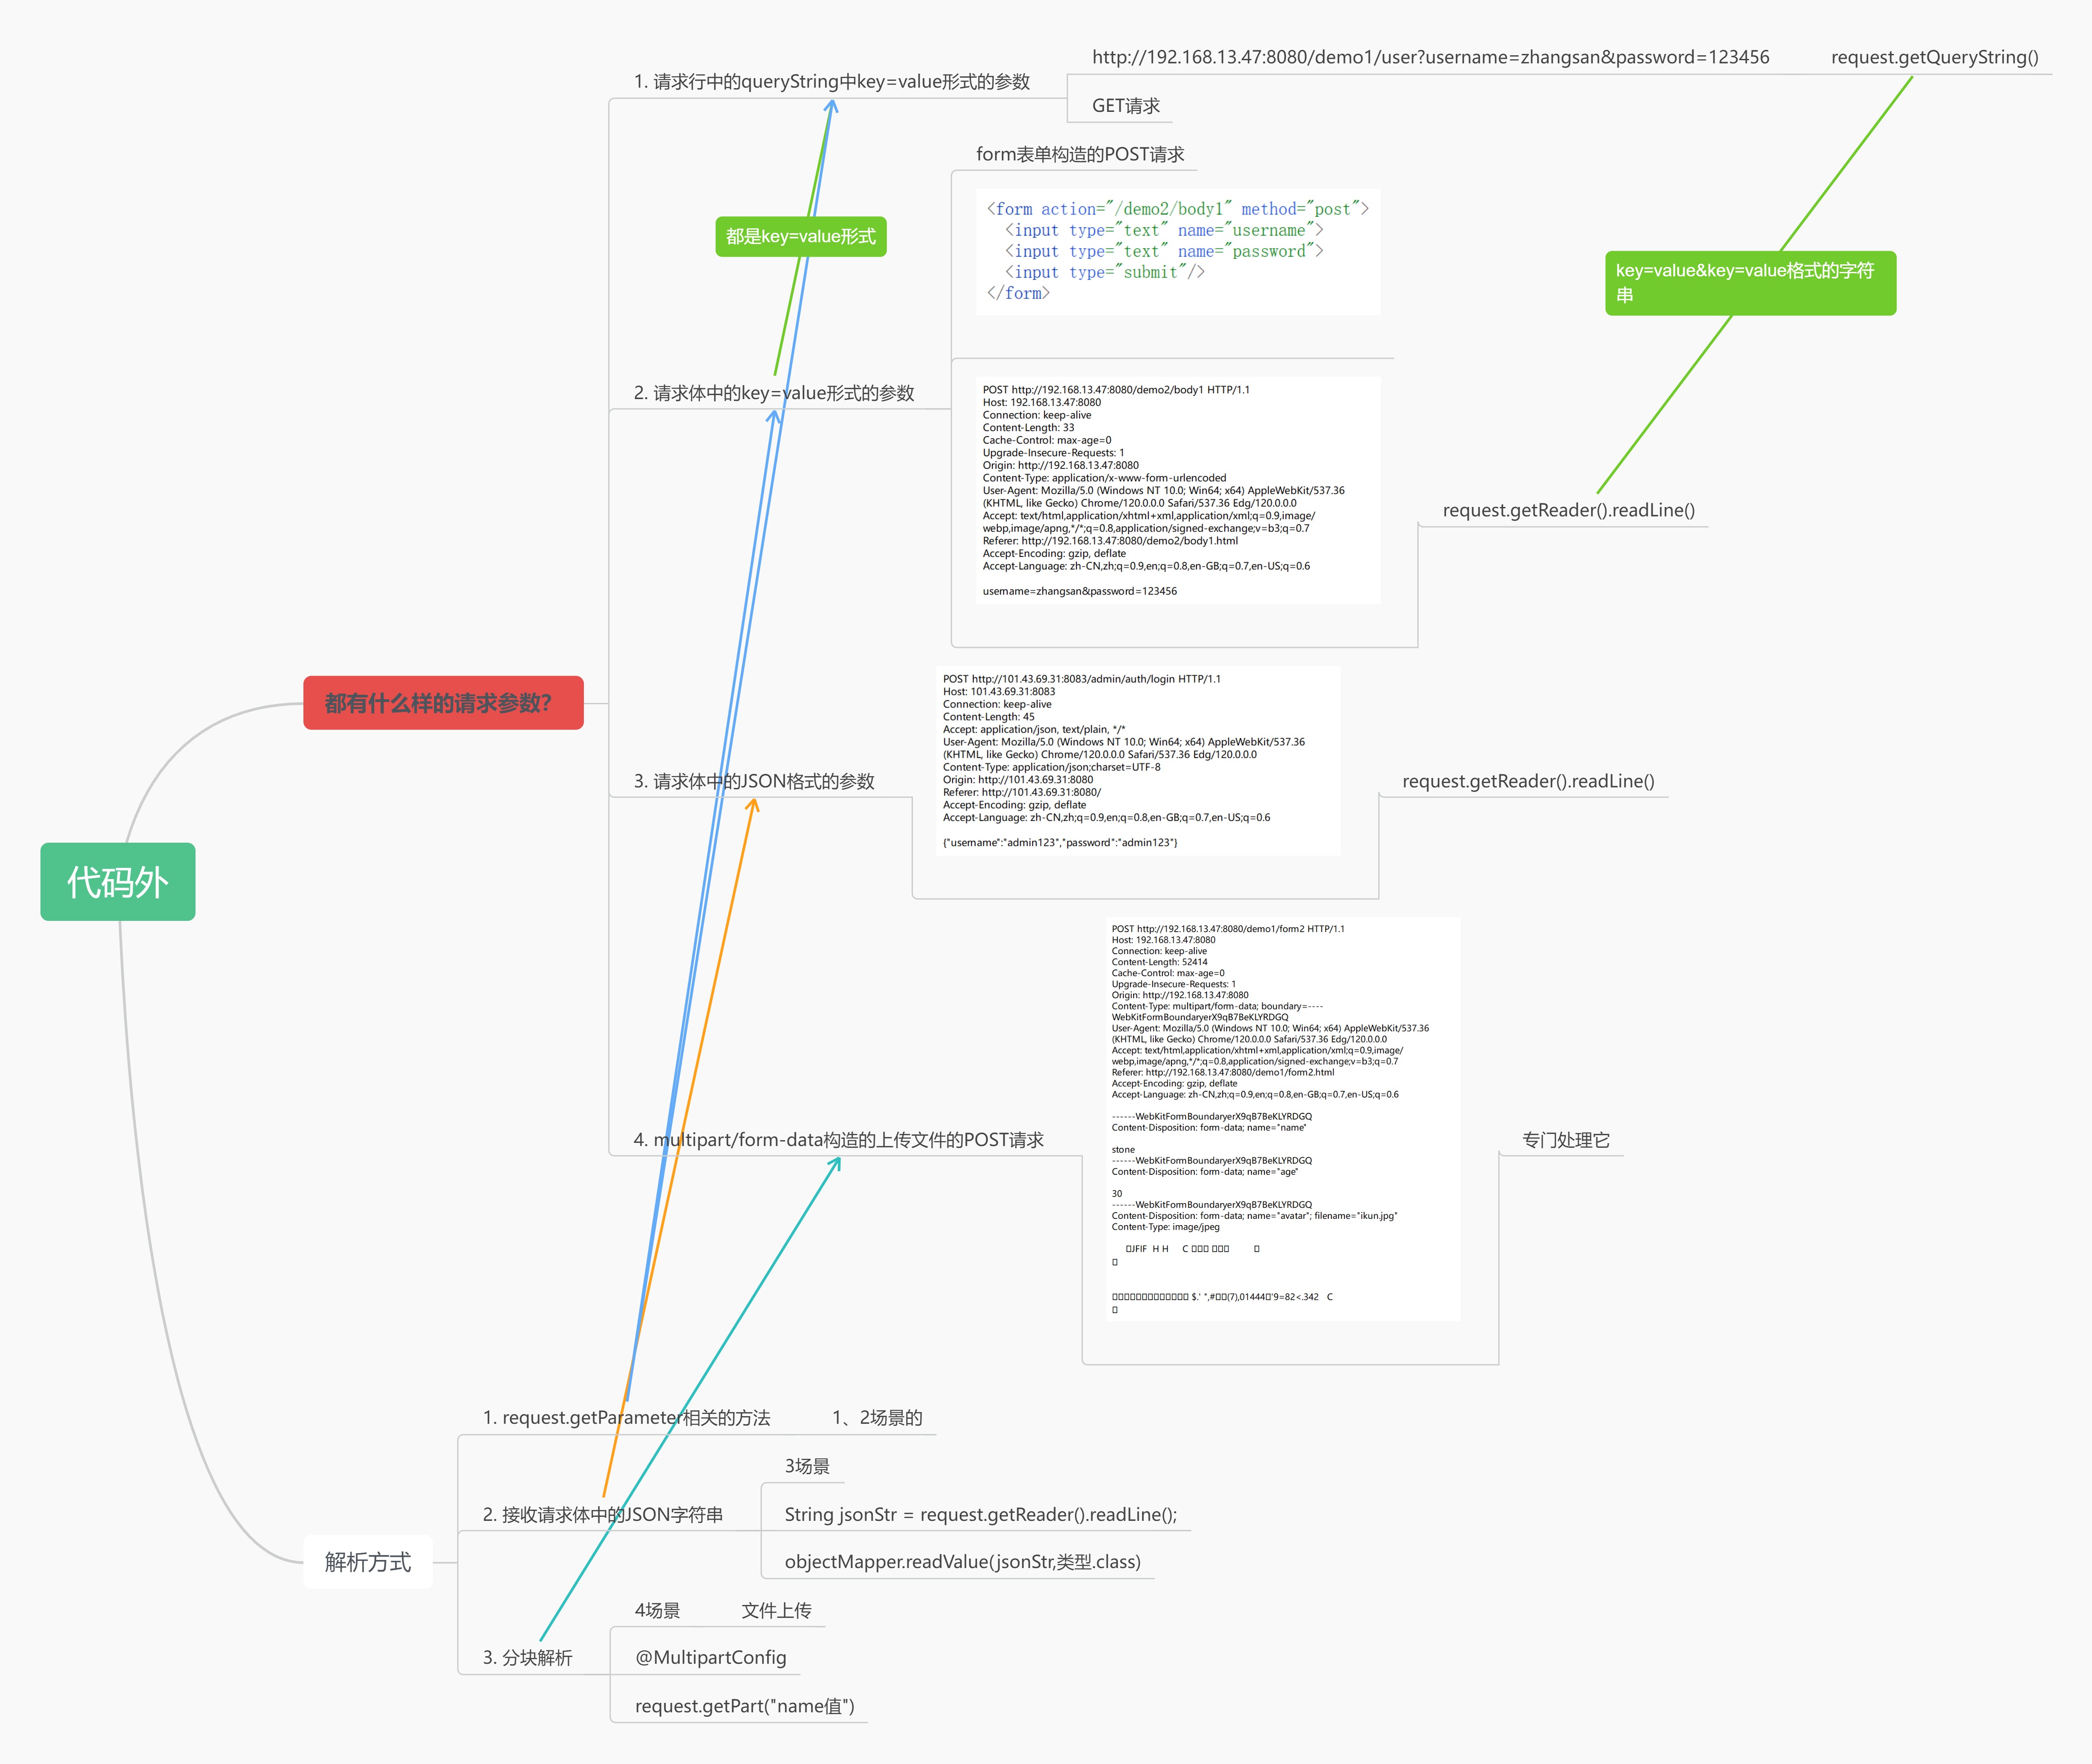 1. 请求行中的queryString中key=value形式的参数
http://192.168.13.47:8080/demo1/user?username=zhangsan&password=123456
request.getQueryString()
GET请求
都是key=value形式
key=value&key=value格式的字符
串
2. 请求体中的key=value形式的参数
form表单构造的POST请求
<form action="/demo2/body1" method="post">
<input type="text" name="username">
<input type="text" name="password">
<input type="submit"/>
</form>
POST http://192.168.13.47:8080/demo2/body1 HTTP/1.1
Host: 192.168.13.47:8080
Connection: keep-alive
Content-Length: 33
Cache-Control: max-age=0
Upgrade-Insecure-Requests: 1
Origin: http://192.168.13.47:8080
Content-Type: application/x-www-form-urlencoded
User-Agent: Mozilla/5.0 (Windows NT 10.0; Win64; x64) AppleWebKit/537.36
(KHTML, like Gecko) Chrome/120.0.0.0 Safari/537.36 Edg/120.0.0.0
Accept: text/html,application/xhtml+xml,application/xml;q=0.9,image/
webp,image/apng,*/*;q=0.8,application/signed-exchange;v=b3;q=0.7
Referer: http://192.168.13.47:8080/demo2/body1.html
Accept-Encoding: gzip, deflate
Accept-Language: zh-CN,zh;q=0.9,en;q=0.8,en-GB;q=0.7,en-US;q=0.6
username=zhangsan&password=123456
request.getReader().readLine()
都有什么样的请求参数？
3. 请求体中的JSON格式的参数
POST http://101.43.69.31:8083/admin/auth/login HTTP/1.1
Host: 101.43.69.31:8083
Connection: keep-alive
Content-Length: 45
Accept: application/json, text/plain, */*
User-Agent: Mozilla/5.0 (Windows NT 10.0; Win64; x64) AppleWebKit/537.36
(KHTML, like Gecko) Chrome/120.0.0.0 Safari/537.36 Edg/120.0.0.0
Content-Type: application/json;charset=UTF-8
Origin: http://101.43.69.31:8080
Referer: http://101.43.69.31:8080/
Accept-Encoding: gzip, deflate
Accept-Language: zh-CN,zh;q=0.9,en;q=0.8,en-GB;q=0.7,en-US;q=0.6
{"username":"admin123","password":"admin123"}
request.getReader().readLine()
代码外
4. multipart/form-data构造的上传文件的POST请求
POST http://192.168.13.47:8080/demo1/form2 HTTP/1.1
Host: 192.168.13.47:8080
Connection: keep-alive
Content-Length: 52414
Cache-Control: max-age=0
Upgrade-Insecure-Requests: 1
Origin: http://192.168.13.47:8080
Content-Type: multipart/form-data; boundary=----
WebKitFormBoundaryerX9qB7BeKLYRDGQ
User-Agent: Mozilla/5.0 (Windows NT 10.0; Win64; x64) AppleWebKit/537.36
(KHTML, like Gecko) Chrome/120.0.0.0 Safari/537.36 Edg/120.0.0.0
Accept: text/html,application/xhtml+xml,application/xml;q=0.9,image/
webp,image/apng,*/*;q=0.8,application/signed-exchange;v=b3;q=0.7
Referer: http://192.168.13.47:8080/demo1/form2.html
Accept-Encoding: gzip, deflate
Accept-Language: zh-CN,zh;q=0.9,en;q=0.8,en-GB;q=0.7,en-US;q=0.6
------WebKitFormBoundaryerX9qB7BeKLYRDGQ
Content-Disposition: form-data; name="name"
stone
------WebKitFormBoundaryerX9qB7BeKLYRDGQ
Content-Disposition: form-data; name="age"
30
------WebKitFormBoundaryerX9qB7BeKLYRDGQ
Content-Disposition: form-data; name="avatar"; filename="ikun.jpg"
Content-Type: image/jpeg
JFIF H H C
$.' ",#(7),01444'9=82<.342 C
专门处理它
解析方式
1. request.getParameter相关的方法
1、2场景的
2. 接收请求体中的JSON字符串
3场景
String jsonStr = request.getReader().readLine();
objectMapper.readValue(jsonStr,类型.class)
3. 分块解析
4场景
文件上传
@MultipartConfig
request.getPart("name值")